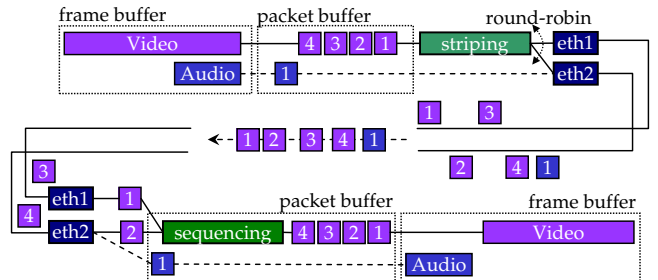 frame buffer packet buffer round-robin
Video 4 3 2 1 striping eth1
Audio 1 eth2
1 3
1 2 3 4 1
2 4 1
3
eth1 1 packet buffer frame buffer
4
eth2 2 sequencing 4 3 2 1 Video
1 Audio